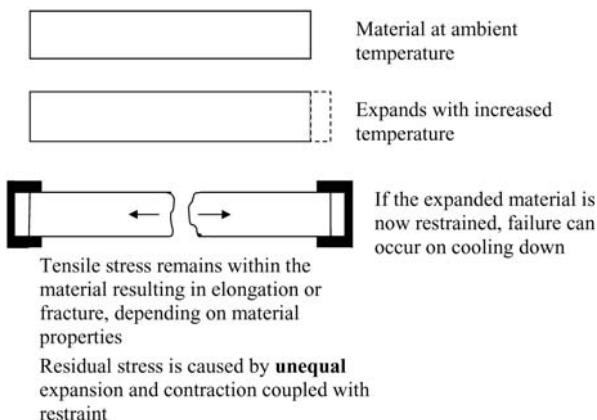 Material at ambient
temperature
Expands with increased
temperature
If the expanded material is
now restrained, failure can
occur on cooling down
Tensile stress remains within the
material resulting in elongation or
fracture, depending on material
properties
Residual stress is caused by unequal
expansion and contraction coupled with
restraint